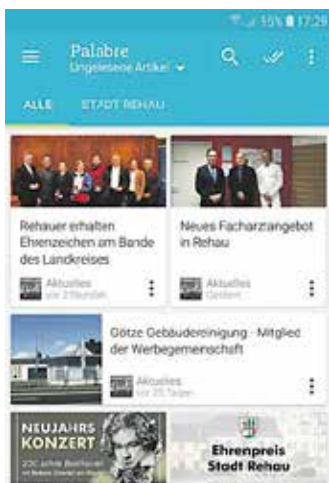 95% 17:29
Palabre
Ungelesene Artikel
ALLE STADT REHAU
Rehauer erhalten
Ehrenzeichen am Bande
des Landkreises
Aktuelles
vor 2 Stunden
Neues Facharztangebot
in Rehau
Aktuelles
Gestern
Götze Gebäudereinigung - Mitglied
der Werbegemeinschaft
Aktuelles
vor 20 Tagen
NEUJAHRS
KONZERT
Ehrenpreis
Stadt Rehau